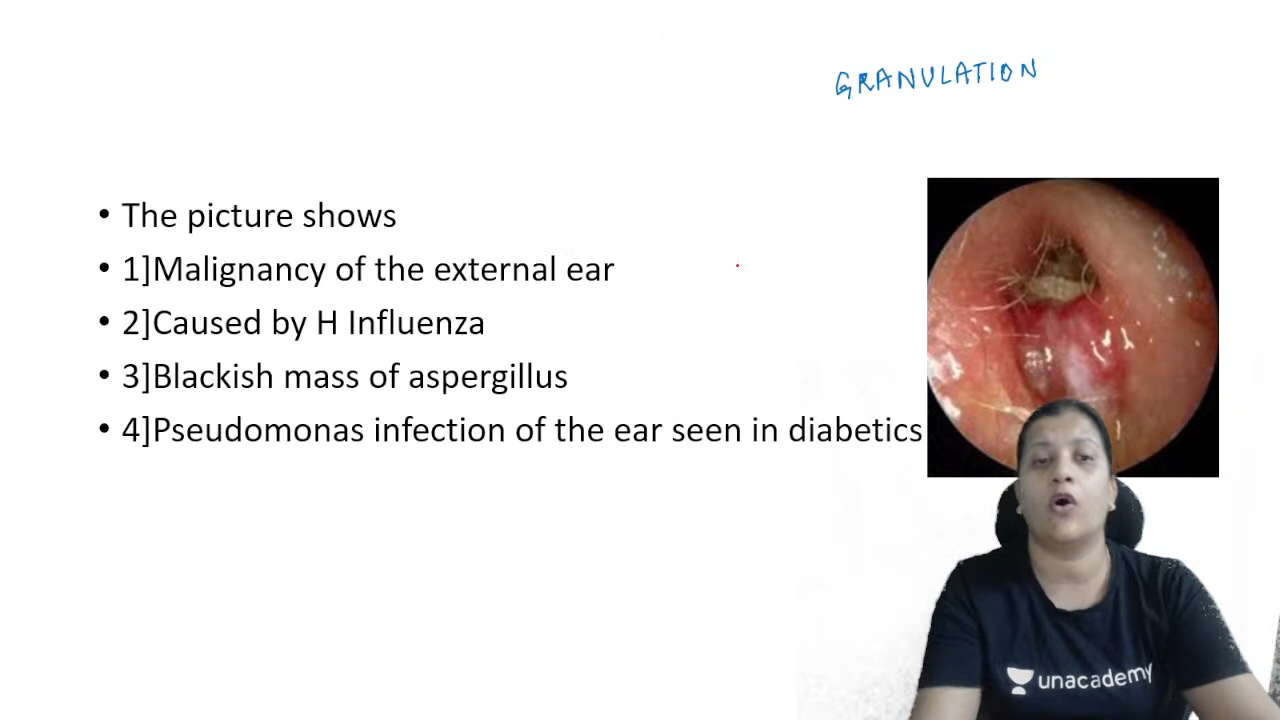 GRANULATION
• The picture shows
• 1]Malignancy of the external ear
• 2]Caused by H Influenza
• 3]Blackish mass of aspergillus
• 4]Pseudomonas infection of the ear seen in diabetics
unacademy